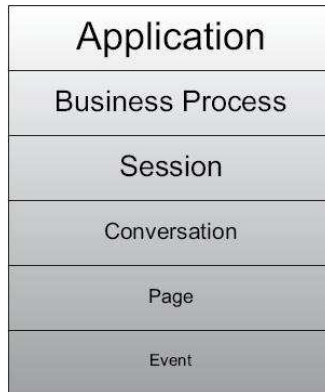 Application
Business Process
Session
Conversation
Page
Event